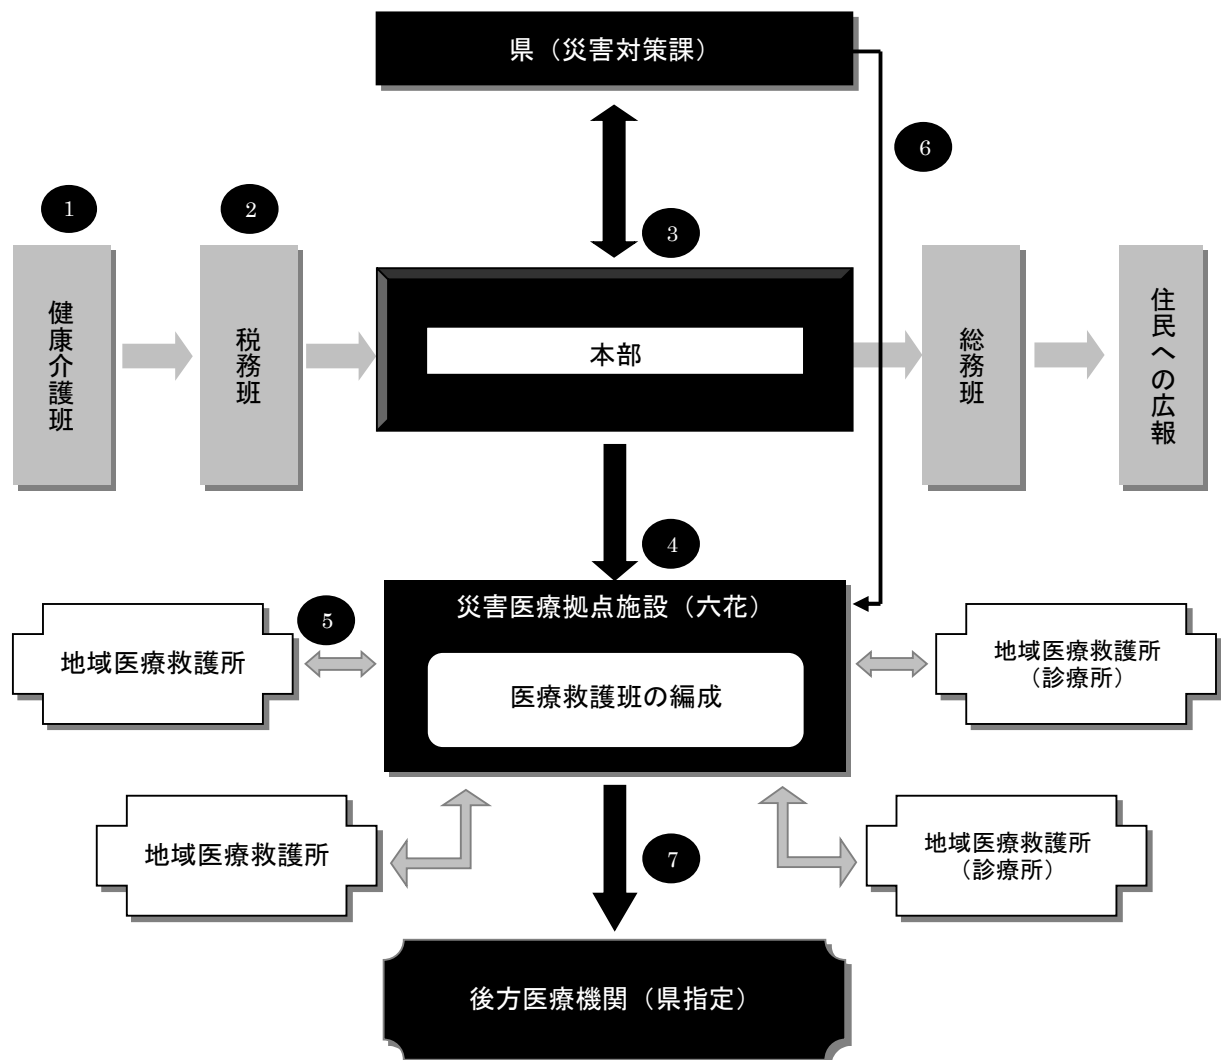 県（災害対策課）
6
1
2
3
健康介護班
税務班
本部
総務班
住民への広報
4
災害医療拠点施設（六花）
5
地域医療救護所
医療救護班の編成
地域医療救護所
（診療所）
地域医療救護所
7
地域医療救護所
（診療所）
後方医療機関（県指定）